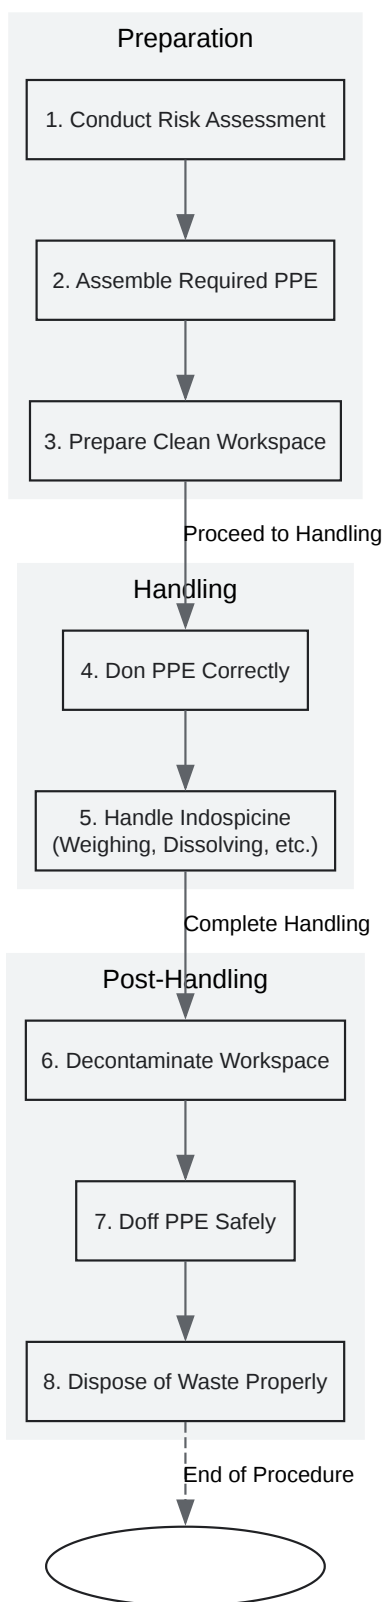 Preparation
1. Conduct Risk Assessment
2. Assemble Required PPE
3. Prepare Clean Workspace
Proceed to Handling
Handling
4. Don PPE Correctly
5. Handle Indospicine
(Weighing, Dissolving, etc.)
Complete Handling
Post-Handling
6. Decontaminate Workspace
7. Doff PPE Safely
8. Dispose of Waste Properly
End of Procedure